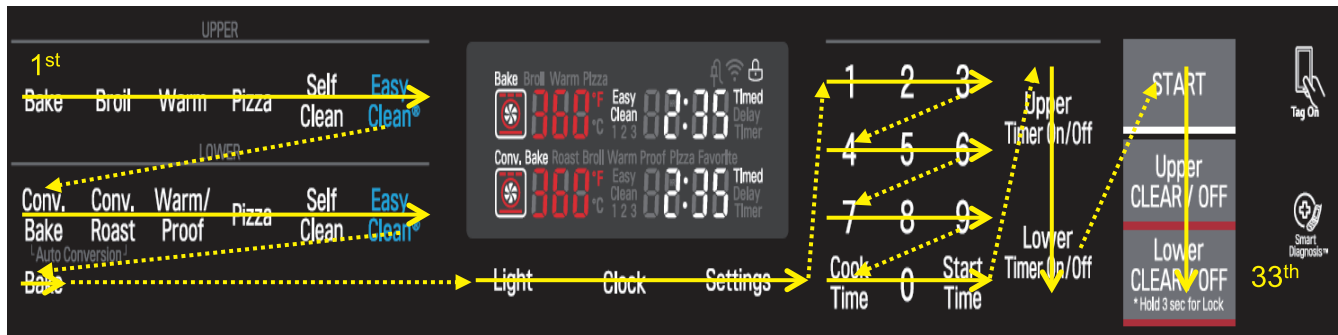 UPPER
1st
Bake Broil Warm Pizza Self Clean Easy Clean®
LOWER
Conv. Bake Conv. Roast Warm/ Proof Pizza Self Clean Easy Clean®
Auto Conversion
Bake
Bake Broil Warm Pizza
360 °F °C Easy Clean 1 2 3 2:35 Timed Delay Timer
Conv. Bake Roast Broil Warm Proof Pizza Favorite
360 °F °C Easy Clean 1 2 3 2:35 Timed Delay Timer
Light Clock Settings
1 2 3
4 5 6
7 8 9
Cook Time 0 Start Time
Upper
Timer On/Off
Lower
Timer On/Off
START
Upper
CLEAR / OFF
Lower
CLEAR / OFF
* Hold 3 sec for Lock
33th
Tag On
Smart
Diagnosis™